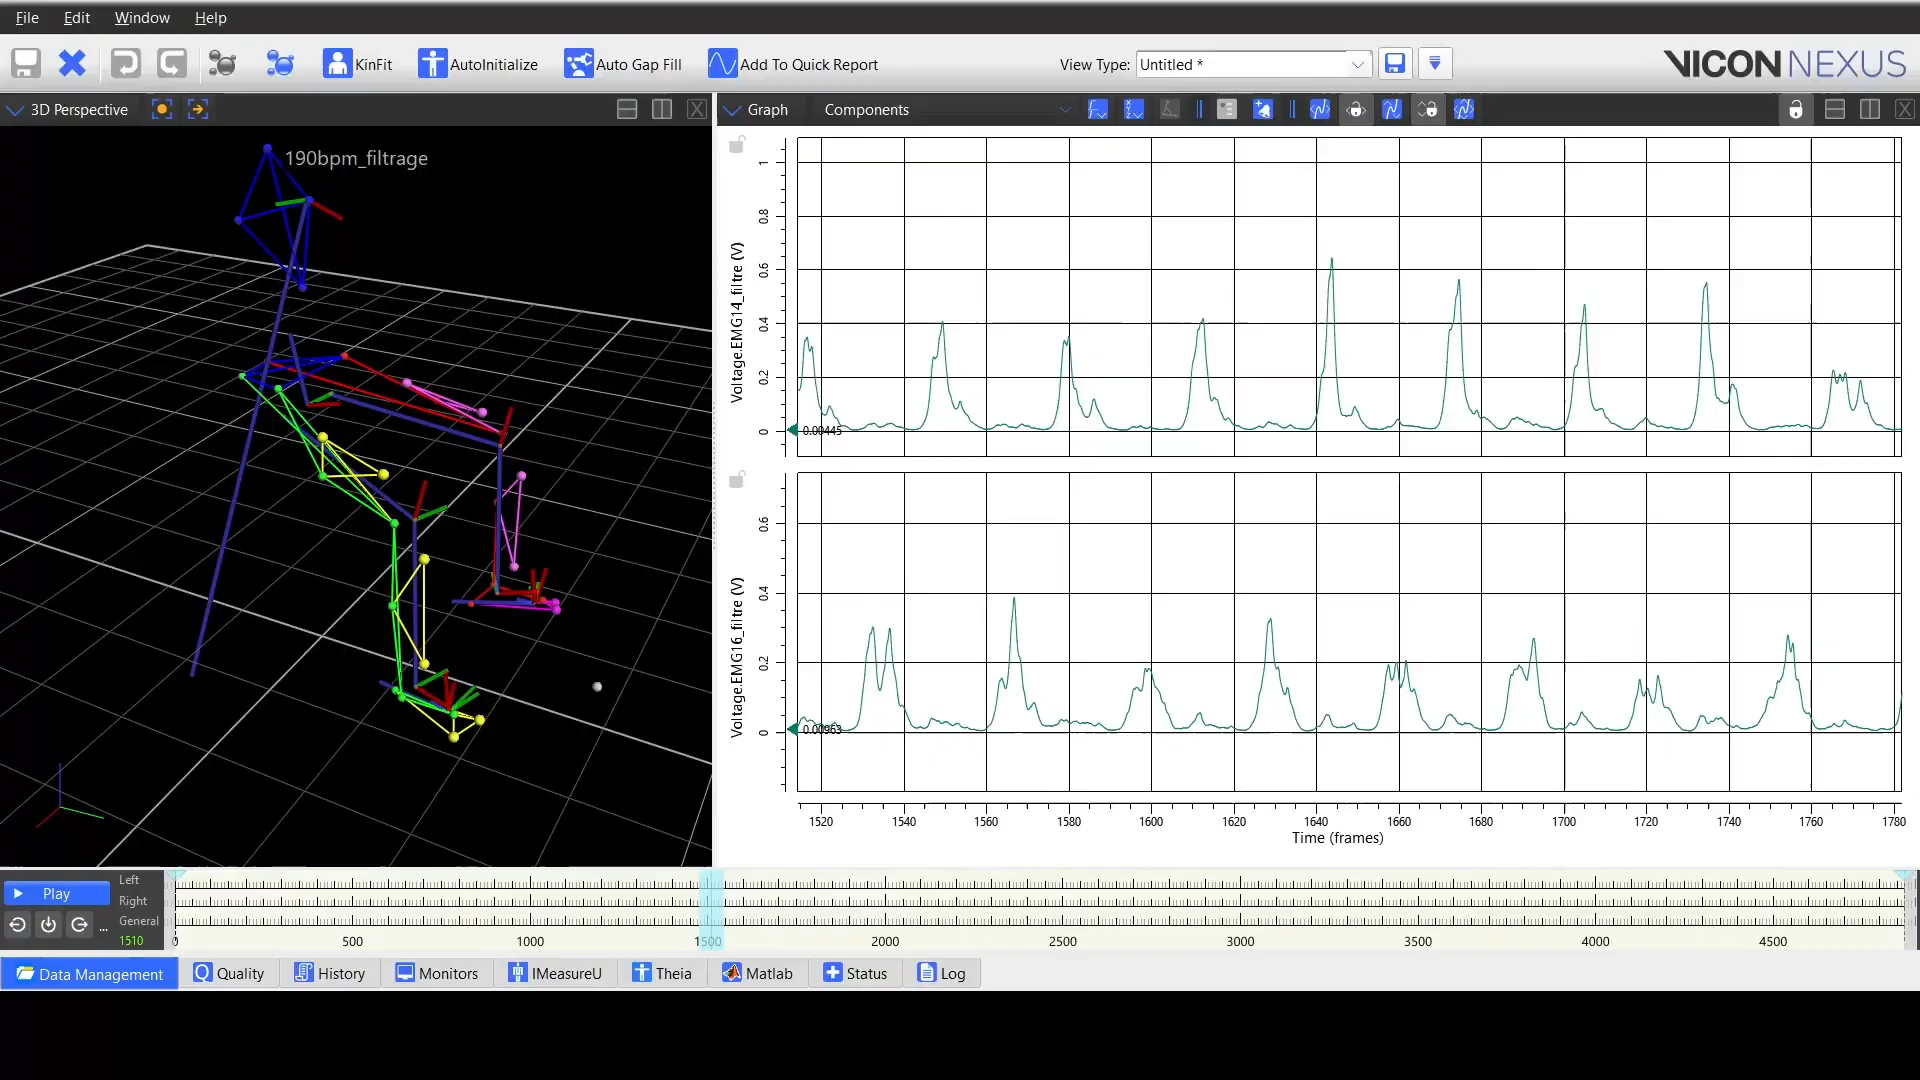 File Edit Window Help
KinFit AutoInitialize Auto Gap Fill Add To Quick Report View Type: Untitled * VICON NEXUS
3D Perspective Graph Components
190bpm_filtrage
Voltage.EMG14_filtre (V)
1
0.8
0.6
0.4
0.2
0
0.00445
Voltage.EMG16_filtre (V)
0.6
0.4
0.2
0
0.00963
1520 1540 1560 1580 1600 1620 1640 1660 1680 1700 1720 1740 1760 1780
Time (frames)
Play
Left
Right
General
1510
...
0 500 1000 1500 2000 2500 3000 3500 4000 4500
Data Management Quality History Monitors IMeasureU Theia Matlab Status Log